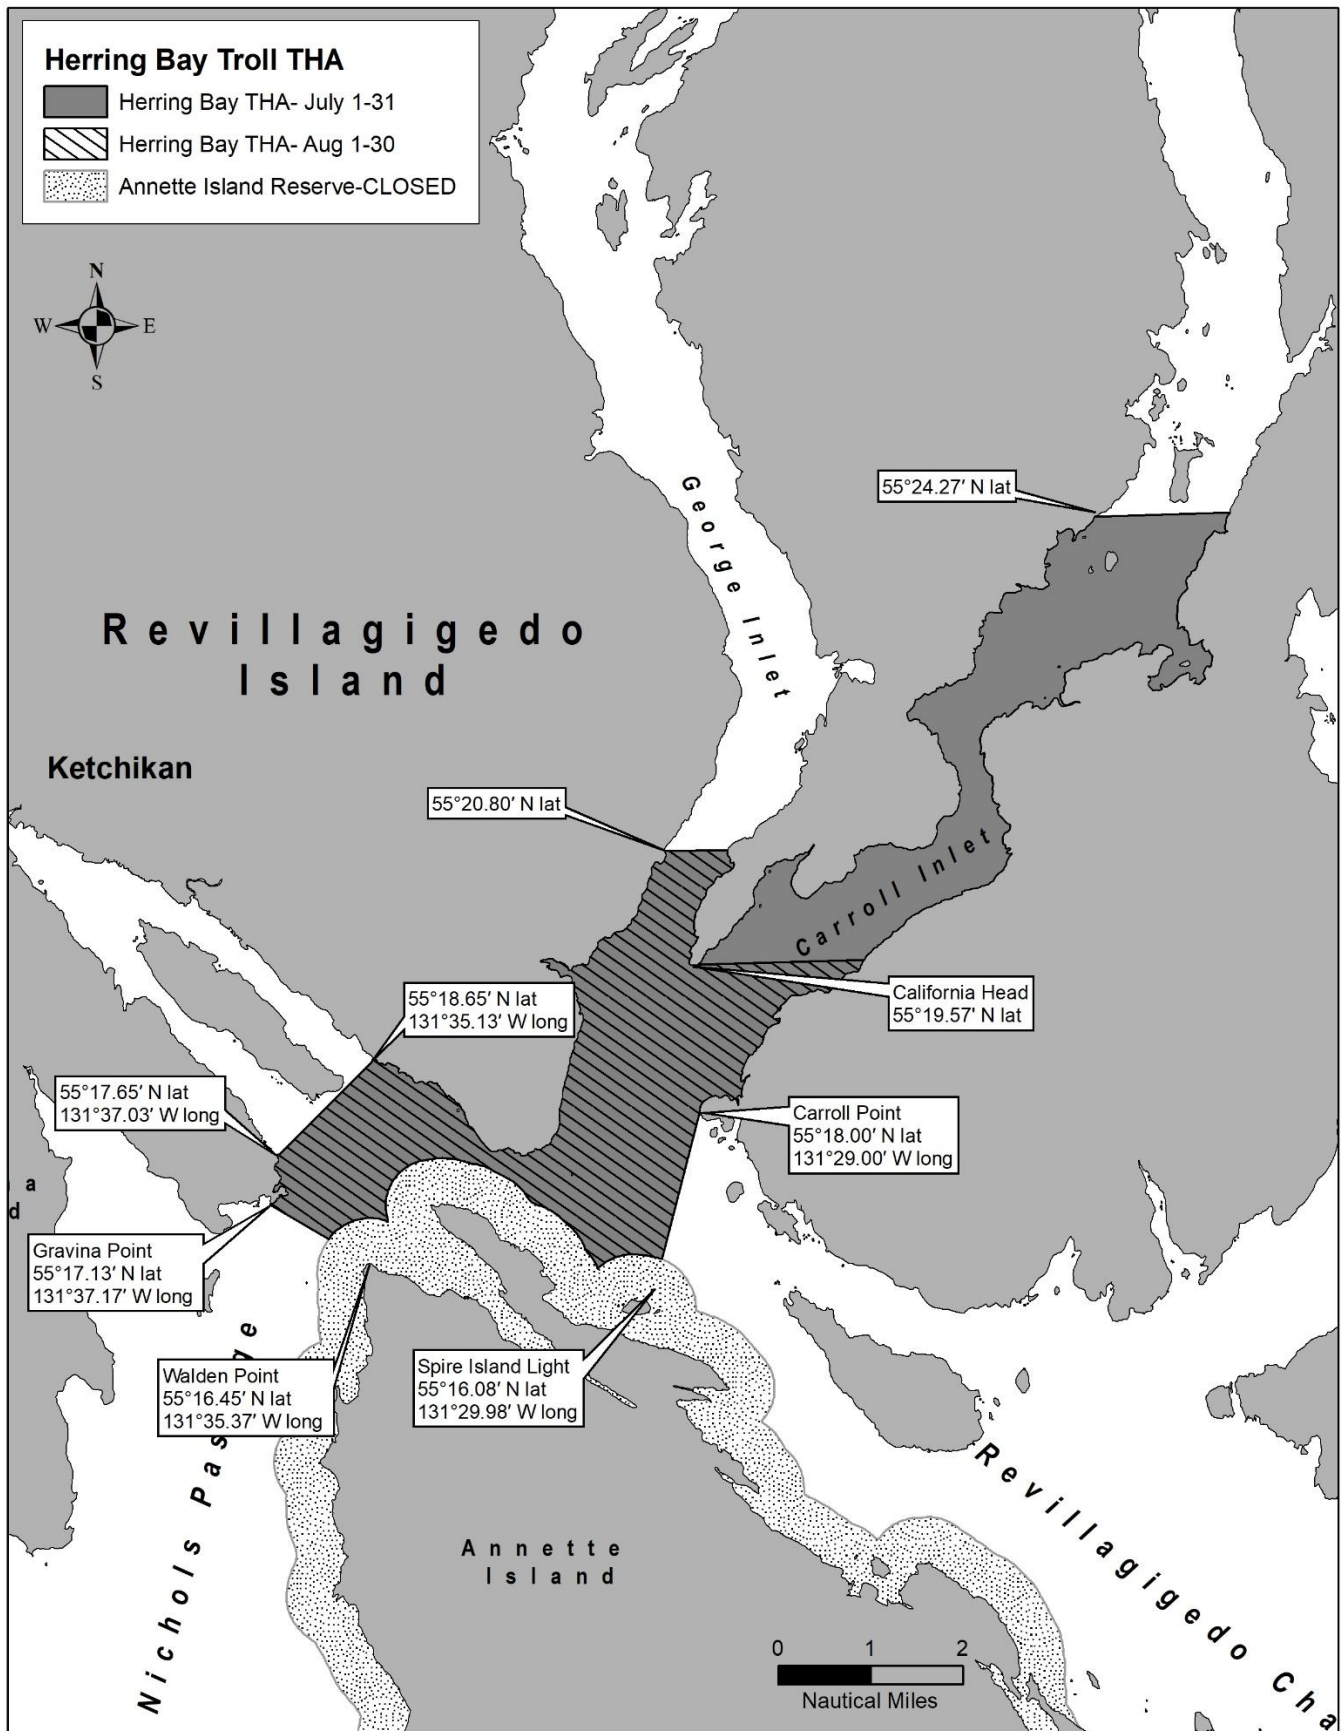 Herring Bay Troll THA
Herring Bay THA- July 1-31
Herring Bay THA- Aug 1-30
Annette Island Reserve-CLOSED
N
W
E
S
George Inlet
55°24.27′ N lat
Revillagigedo
Island
Ketchikan
55°20.80′ N lat
Carroll Inlet
California Head
55°19.57' N lat
55°18.65′ N lat
131°35.13′ W long
55°17.65′ N lat
131°37.03′ W long
Carroll Point
55°18.00′ N lat
131°29.00′ W long
a
d
Gravina Point
55°17.13′ N lat
131°37.17′ W long
Walden Point
55°16.45′ N lat
131°35.37′ W long
Spire Island Light
55°16.08′ N lat
131°29.98′ W long
Nichols Pas ge
Revillagigedo Cha
Annette
Island
0 1 2
Nautical Miles